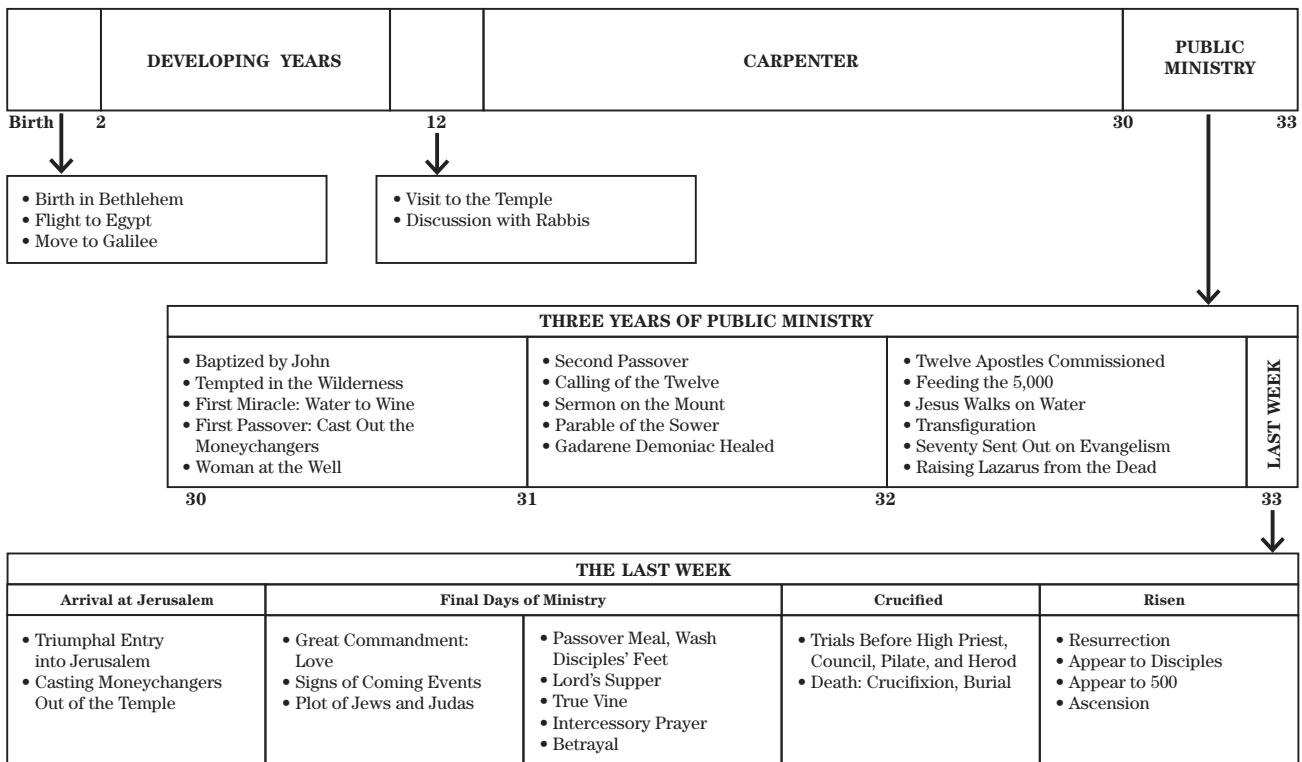 DEVELOPING YEARS
CARPENTER
PUBLIC
MINISTRY
Birth 2 12 30 33
• Birth in Bethlehem
• Flight to Egypt
• Move to Galilee
• Visit to the Temple
• Discussion with Rabbis
THREE YEARS OF PUBLIC MINISTRY
• Baptized by John
• Tempted in the Wilderness
• First Miracle: Water to Wine
• First Passover: Cast Out the
Moneychangers
• Woman at the Well
• Second Passover
• Calling of the Twelve
• Sermon on the Mount
• Parable of the Sower
• Gadarene Demoniac Healed
• Twelve Apostles Commissioned
• Feeding the 5,000
• Jesus Walks on Water
• Transfiguration
• Seventy Sent Out on Evangelism
• Raising Lazarus from the Dead
LAST WEEK
30 31 32 33
THE LAST WEEK
Arrival at Jerusalem
• Triumphal Entry
into Jerusalem
• Casting Moneychangers
Out of the Temple
Final Days of Ministry
• Great Commandment:
Love
• Signs of Coming Events
• Plot of Jews and Judas
• Passover Meal, Wash
Disciples' Feet
• Lord's Supper
• True Vine
• Intercessory Prayer
• Betrayal
Crucified
• Trials Before High Priest,
Council, Pilate, and Herod
• Death: Crucifixion, Burial
Risen
• Resurrection
• Appear to Disciples
• Appear to 500
• Ascension